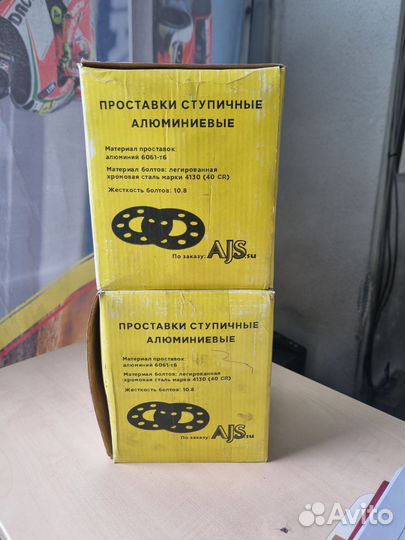 ПРОСТАВКИ СТУПИЧНЫЕ
АЛЮМИНИЕВЫЕ
Материал проставок:
алюминий 6061-т6
Материал болтов: легированная
хромовая сталь марки 4130 (40 CR)
Жесткость болтов: 10.8
По заказу: AJS.su
ПРОСТАВКИ СТУПИЧНЫЕ
АЛЮМИНИЕВЫЕ
Материал проставок:
алюминий 6061-т6
Материал болтов: легированная
хромовая сталь марки 4130 (40 CR)
Жесткость болтов: 10.8
По заказу: AJS.su
Avito